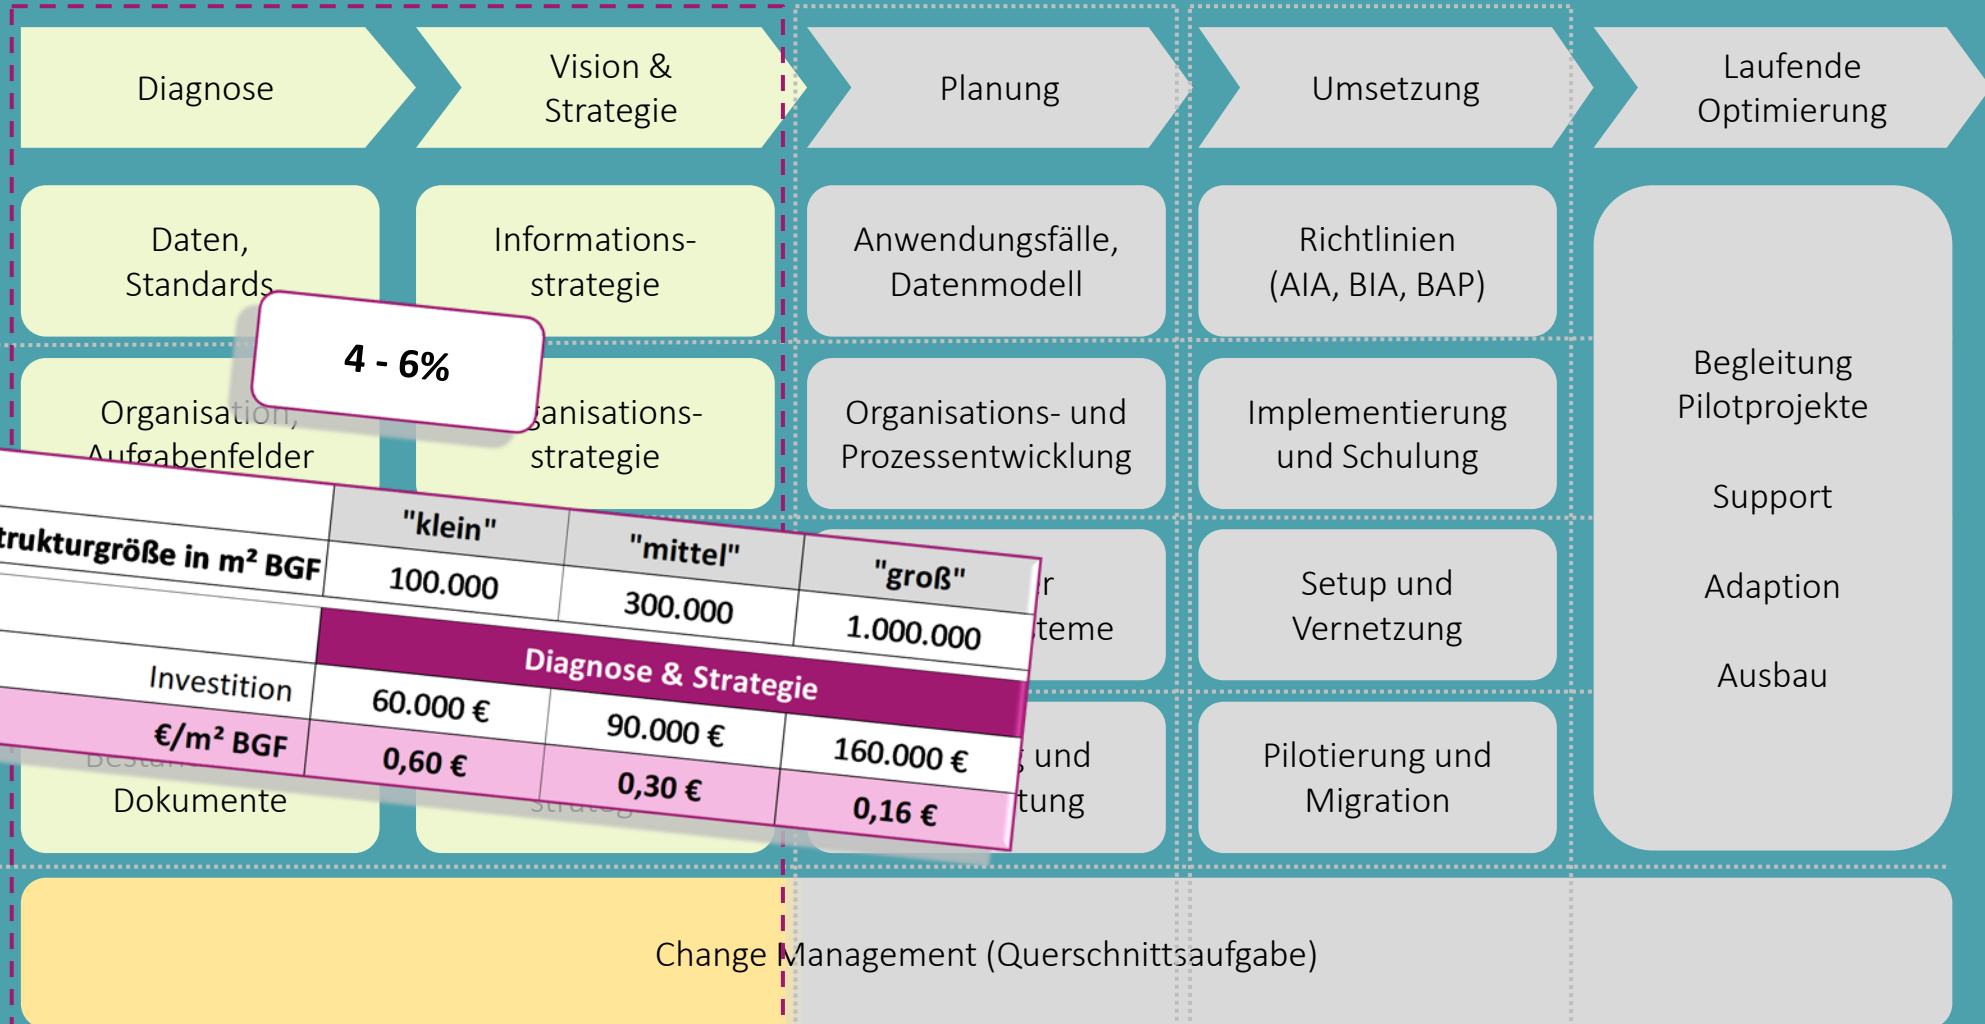 Diagnose
Vision &
Strategie
Planung
Umsetzung
Laufende
Optimierung
Daten,
Standards
Informations-
strategie
Anwendungsfälle,
Datenmodell
Richtlinien
(AIA, BIA, BAP)
4 - 6%
Organisation,
Aufgabenfelder
ganisations-
strategie
Organisations- und
Prozessentwicklung
Implementierung
und Schulung
Begleitung
Pilotprojekte
Support
Adaption
Ausbau
"klein" "mittel" "groß"
trukturgröße in m² BGF 100.000 300.000 1.000.000
Diagnose & Strategie
Investition 60.000 € 90.000 € 160.000 €
€/m² BGF 0,60 € 0,30 € 0,16 €
r
teme
Setup und
Vernetzung
Dokumente
und
tung
Pilotierung und
Migration
Change Management (Querschnittsaufgabe)